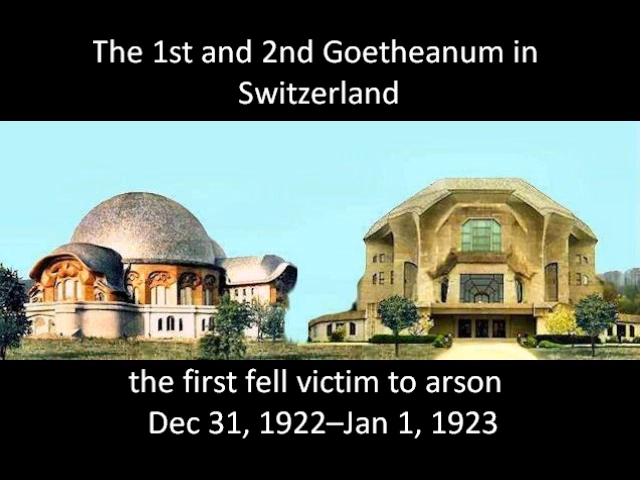 The 1st and 2nd Goetheanum in
Switzerland
the first fell victim to arson
Dec 31, 1922–Jan 1, 1923